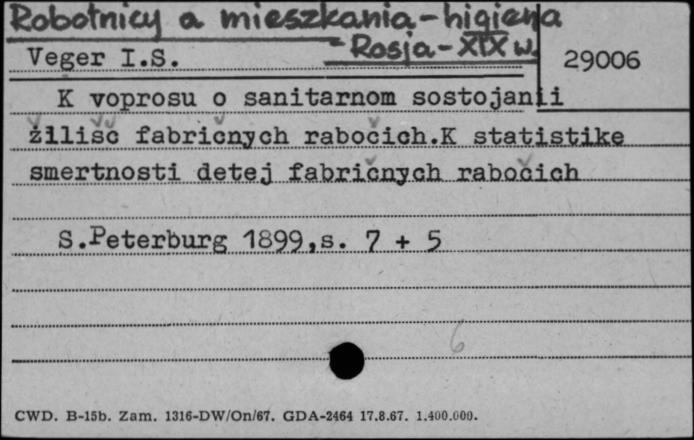 Robotnicy a mieszkania - higiena
- Rosja - XIX w.
Veger I.S.
29006
K voprosu o sanitarnom sostojanii
žilišč fabričnych rabočich. K statistike
smertnosti detej fabričnych rabočich
S.Peterburg 1899, s. 7 + 5
6
CWD. B-15b. Zam. 1316-DW/On/67. GDA-2464 17.8.67. 1.400.000.